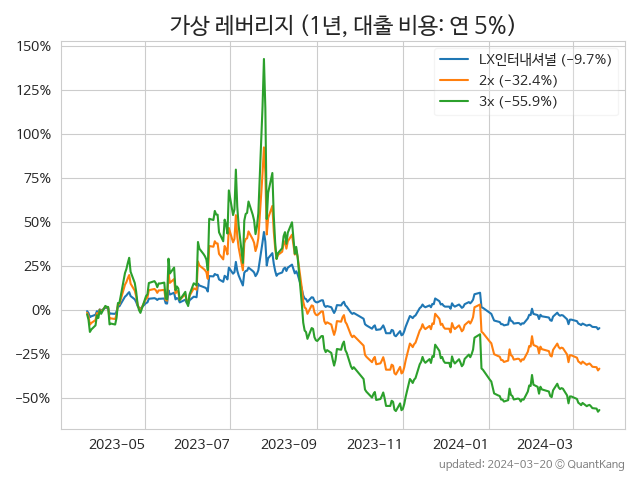 가상 레버리지 (1년, 대출 비용: 연 5%)
150%
125%
100%
75%
50%
25%
0%
−25%
−50%
LX인터내셔널 (−9.7%)
2x (−32.4%)
3x (−55.9%)
2023-05 2023-07 2023-09 2023-11 2024-01 2024-03
updated: 2024-03-20 © QuantKang